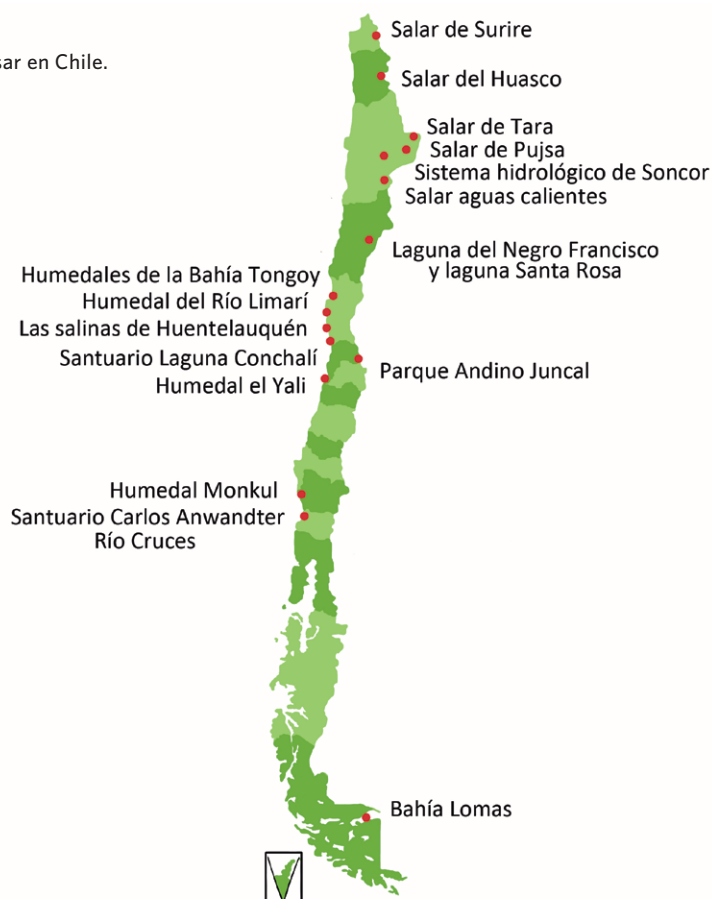 sar en Chile.
Salar de Surire
Salar del Huasco
Salar de Tara
Salar de Pujsa
Sistema hidrológico de Soncor
Salar aguas calientes
Laguna del Negro Francisco
y laguna Santa Rosa
Humedales de la Bahía Tongoy
Humedal del Río Limarí
Las salinas de Huentelauquén
Santuario Laguna Conchalí
Humedal el Yali
Parque Andino Juncal
Humedal Monkul
Santuario Carlos Anwandter
Río Cruces
Bahía Lomas